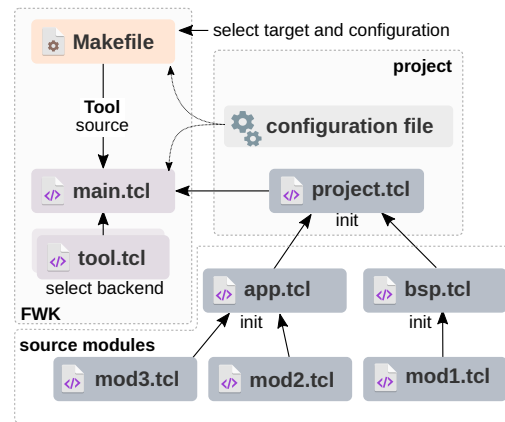 Makefile
select target and configuration
project
Tool
source
configuration file
main.tcl
project.tcl
init
tool.tcl
select backend
app.tcl
bsp.tcl
FWK
init
init
source modules
mod3.tcl
mod2.tcl
mod1.tcl